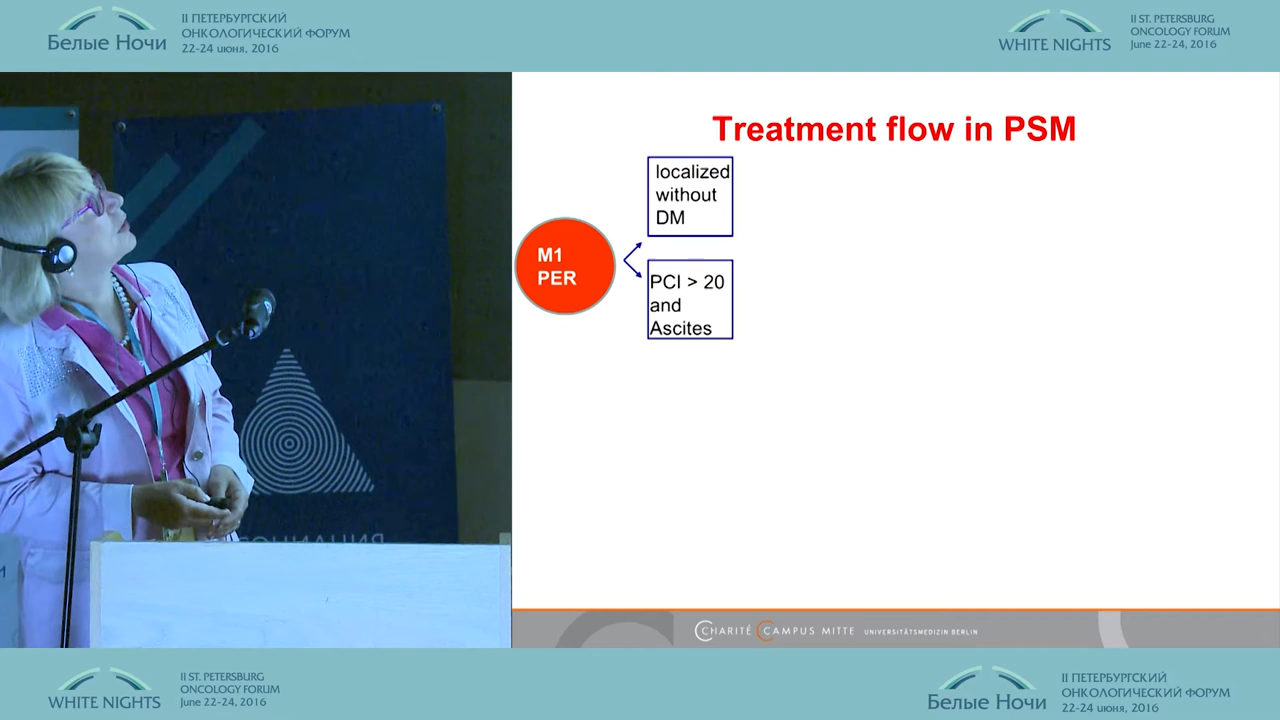 Белые Ночи
II ПЕТЕРБУРГСКИЙ
ОНКОЛОГИЧЕСКИЙ ФОРУМ
22-24 июня, 2016
WHITE NIGHTS
II ST. PETERSBURG
ONCOLOGY FORUM
June 22-24, 2016
Treatment flow in PSM
localized
without
DM
M1
PER
PCI > 20
and
Ascites
CHARITÉ CAMPUS MITTE UNIVERSITÄTSMEDIZIN BERLIN
WHITE NIGHTS
II ST. PETERSBURG
ONCOLOGY FORUM
June 22-24, 2016
Белые Ночи
II ПЕТЕРБУРГСКИЙ
ОНКОЛОГИЧЕСКИЙ ФОРУМ
22-24 июня, 2016